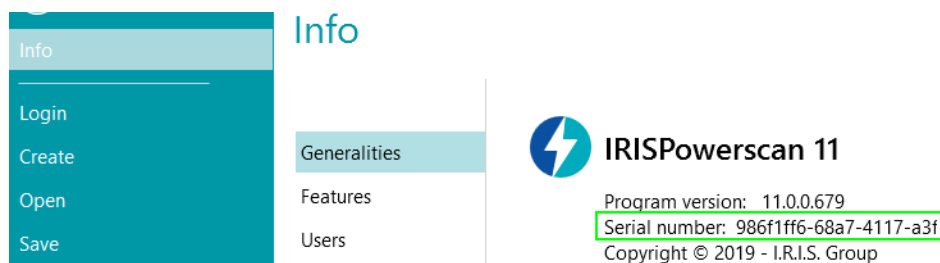 Info
Login
Create
Open
Save
Info
Generalities
Features
Users
IRISPowerscan 11
Program version: 11.0.0.679
Serial number: 986f1ff6-68a7-4117-a3f
Copyright © 2019 - I.R.I.S. Group